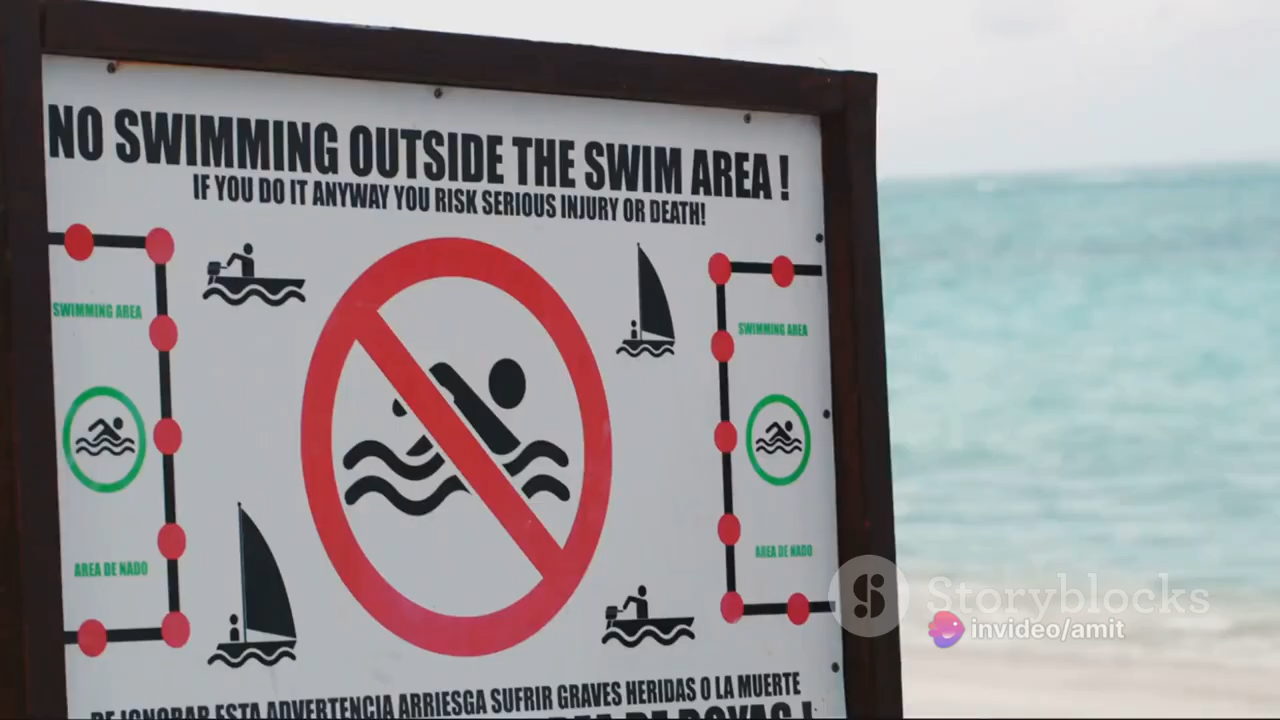 NO SWIMMING OUTSIDE THE SWIM AREA !
IF YOU DO IT ANYWAY YOU RISK SERIOUS INJURY OR DEATH!
SWIMMING AREA
SWIMMING AREA
AREA DE NADO
AREA DE NADO
DE IGNORAR ESTA ADVERTENCIA ARRIESGA SUFRIR GRAVES HERIDAS O LA MUERTE
DE BOYAS !
Storyblocks
invideo/amit